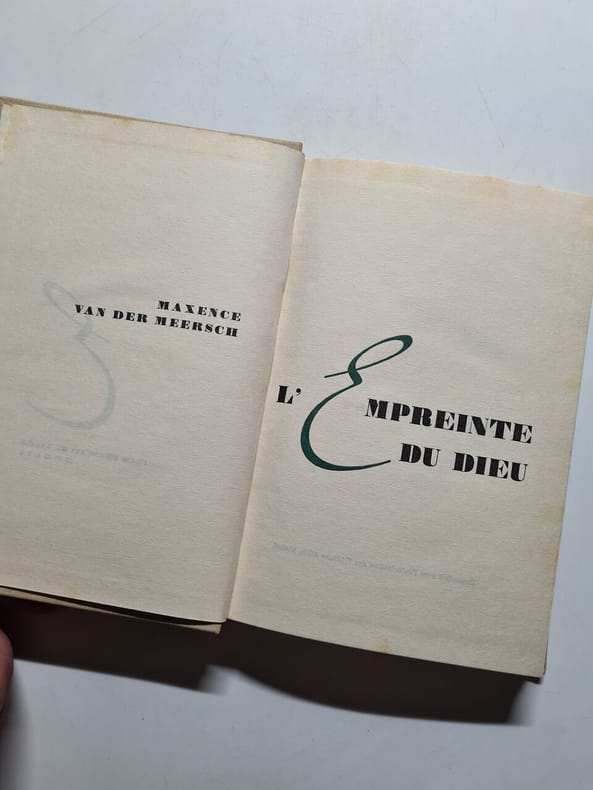 MAXENCE
VAN DER MEERSCH
L'EMPREINTE
DU DIEU